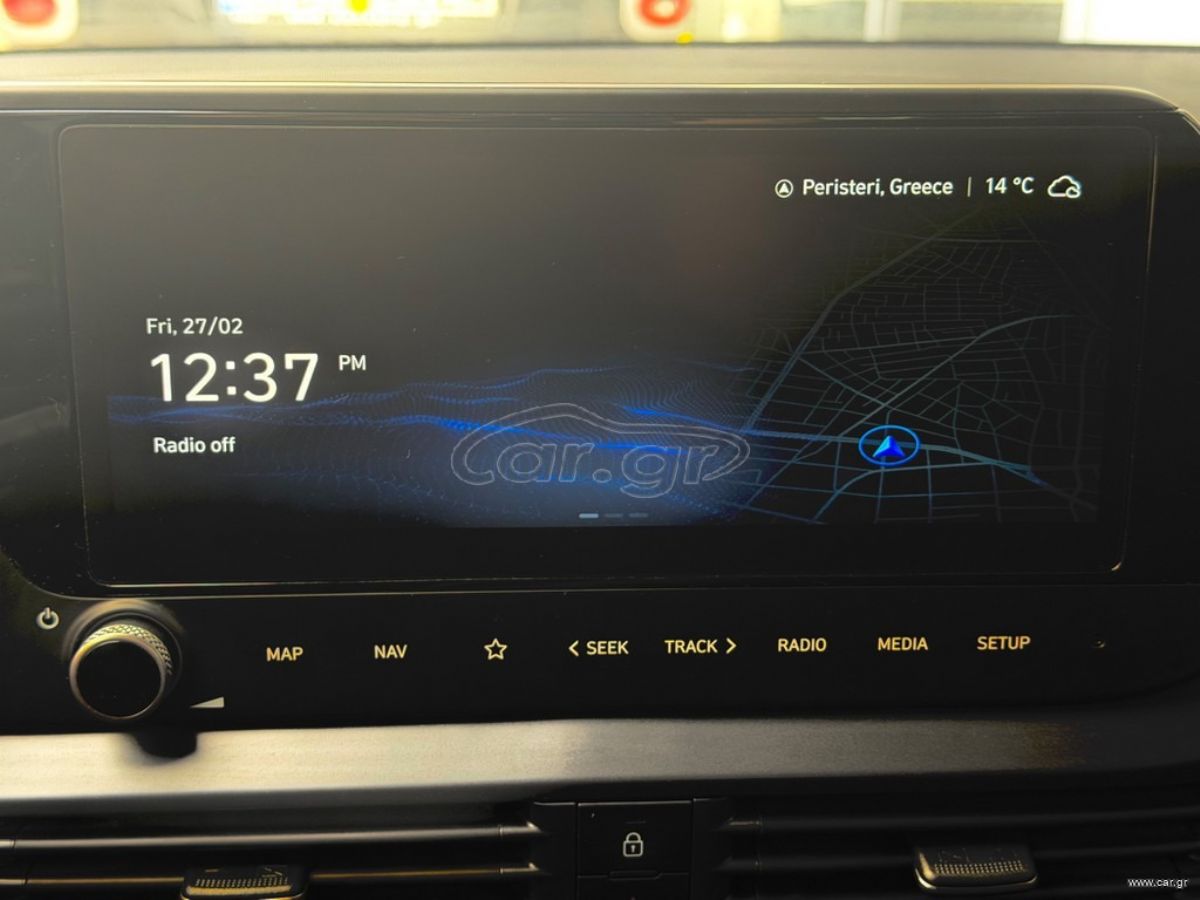 Peristeri, Greece | 14 °C
Fri, 27/02
12:37 PM
Radio off
car.gr
MAP NAV < SEEK TRACK > RADIO MEDIA SETUP
www.car.gr